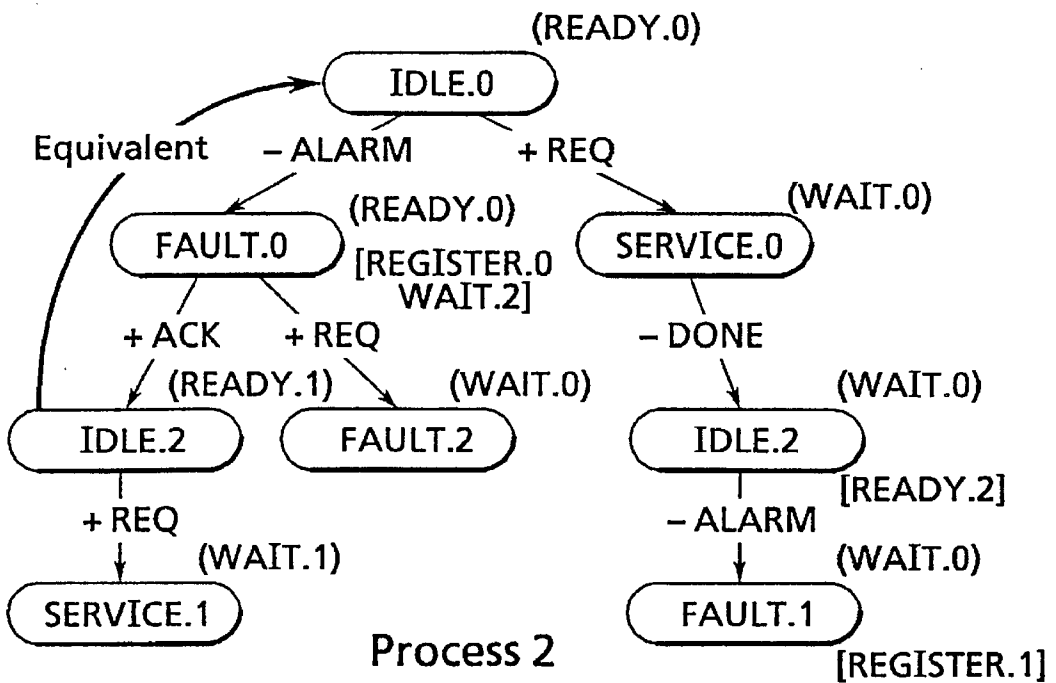 (READY.0)
IDLE.0
Equivalent
– ALARM
+ REQ
(READY.0)
(WAIT.0)
FAULT.0
SERVICE.0
[REGISTER.0
WAIT.2]
+ ACK
+ REQ
– DONE
(READY.1)
(WAIT.0)
(WAIT.0)
IDLE.2
FAULT.2
IDLE.2
[READY.2]
+ REQ
– ALARM
(WAIT.1)
(WAIT.0)
SERVICE.1
FAULT.1
Process 2
[REGISTER.1]